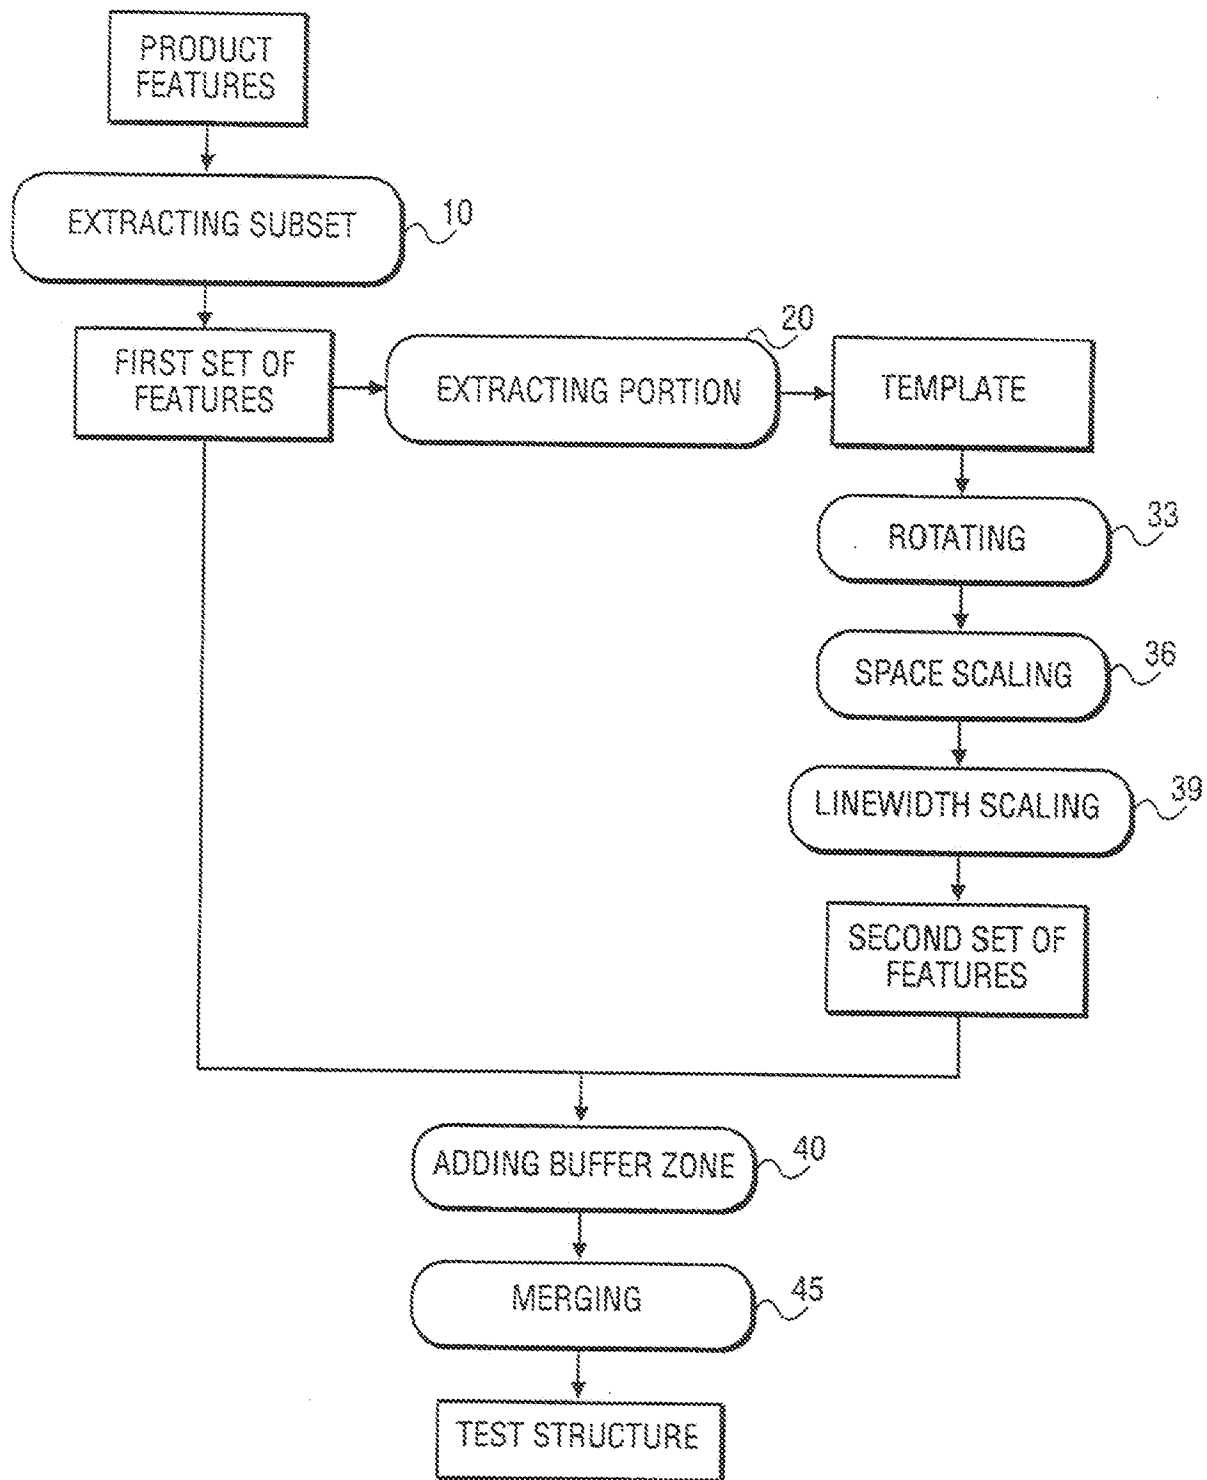 PRODUCT
FEATURES
EXTRACTING SUBSET
10
FIRST SET OF
FEATURES
20
EXTRACTING PORTION
TEMPLATE
ROTATING
33
SPACE SCALING
36
LINEWIDTH SCALING
39
SECOND SET OF
FEATURES
ADDING BUFFER ZONE
40
MERGING
45
TEST STRUCTURE